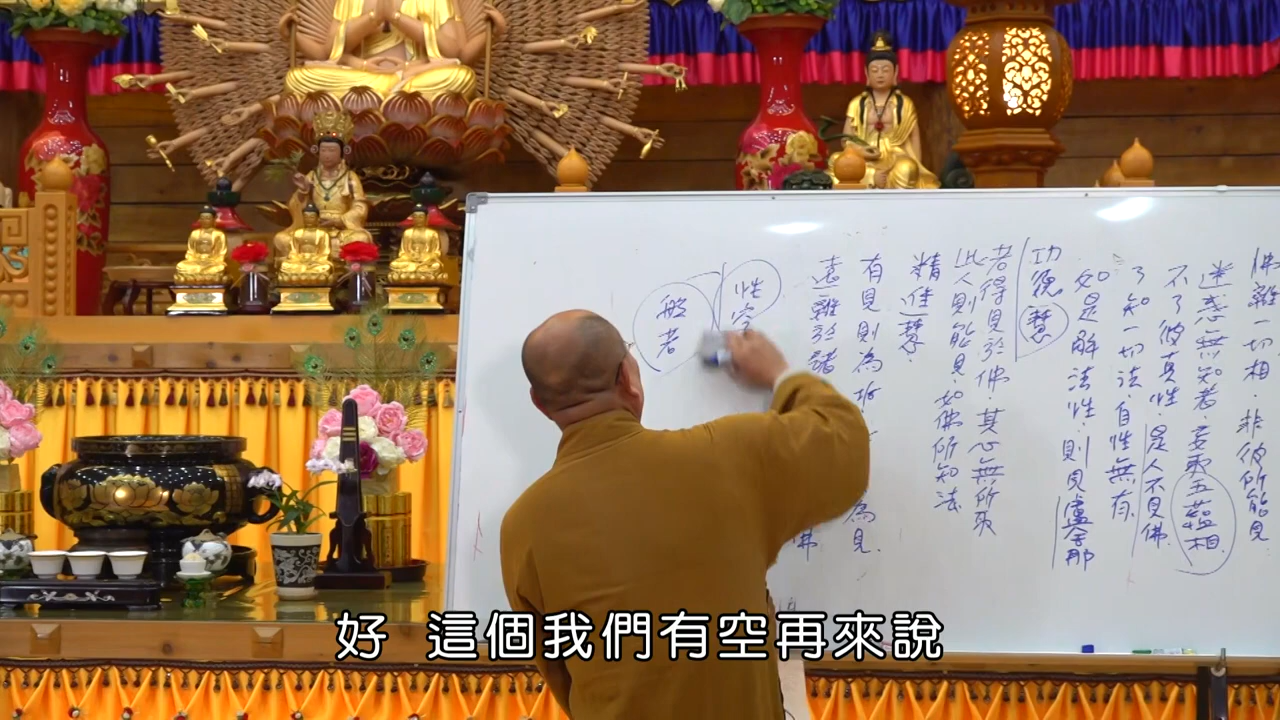 佛離一切相．非彼所能見
迷惑無知者．妄取五蘊相．
不了彼真性．是人不見佛
了知一切法．自性無有．
如是解法性．則見盧舍那
功德慧
若得見於佛．其心無所取
此人則能見．如佛所知法
精進慧．
有見則為垢
為見．
遠離於諸
佛
性空
般若
好 這個我們有空再來說